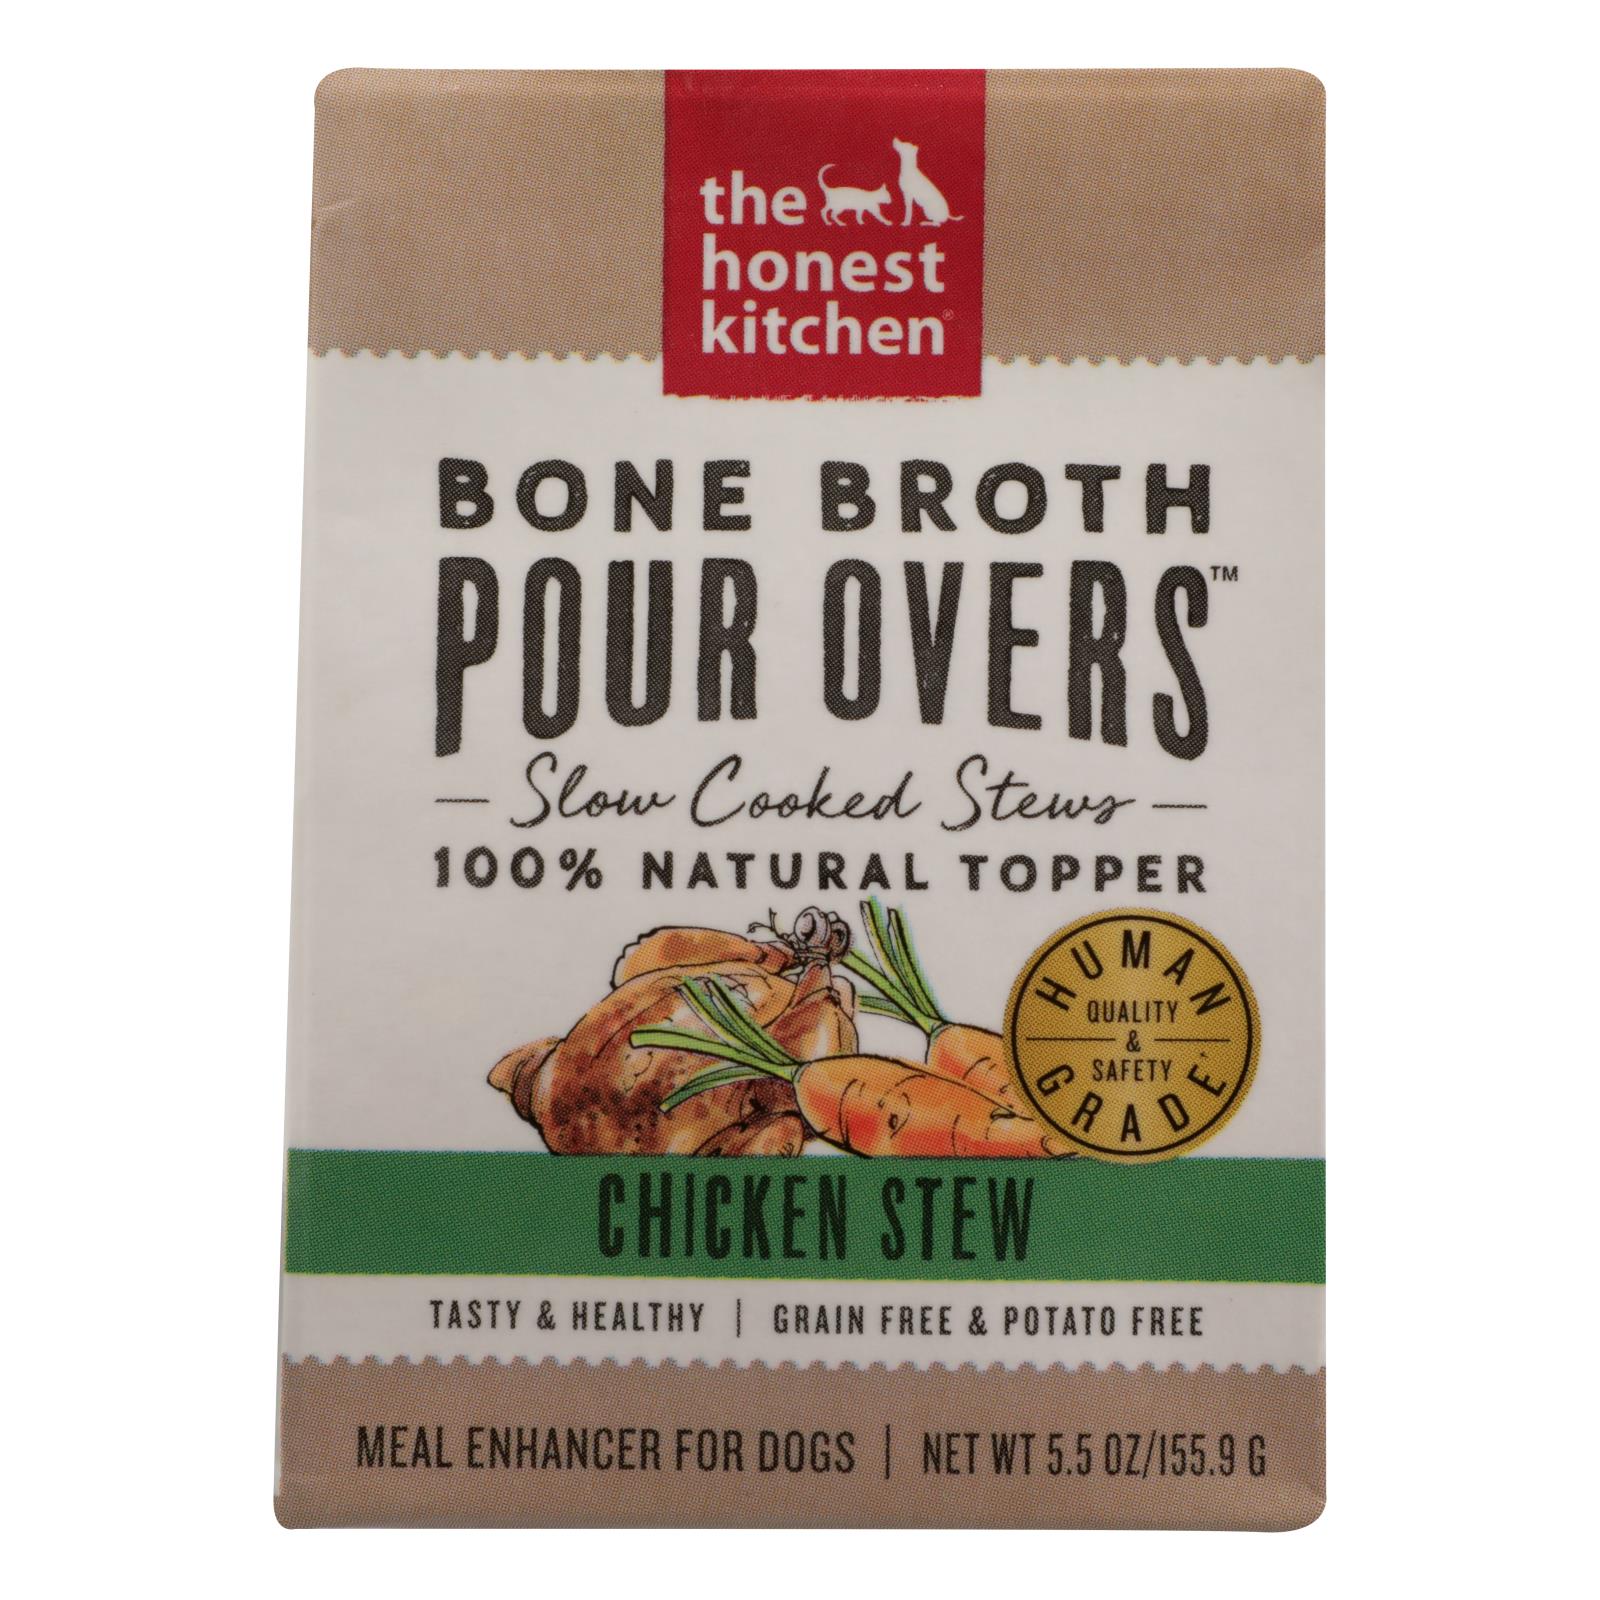 the
honest
kitchen®
BONE BROTH
POUR OVERS™
Slow Cooked Stews
100% NATURAL TOPPER
HUMAN
QUALITY
&
SAFETY
GRADE*
CHICKEN STEW
TASTY & HEALTHY | GRAIN FREE & POTATO FREE
MEAL ENHANCER FOR DOGS | NET WT 5.5 OZ/155.9 G